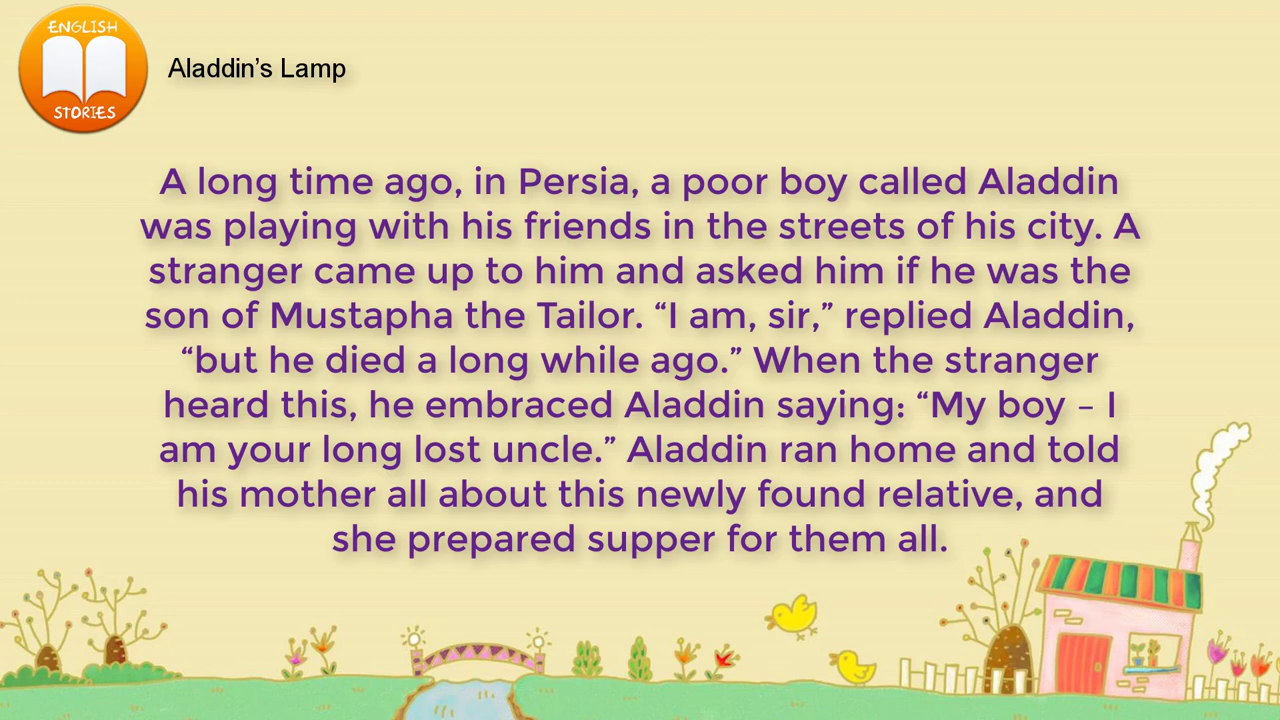 ENGLISH
STORIES
Aladdin’s Lamp
A long time ago, in Persia, a poor boy called Aladdin
was playing with his friends in the streets of his city. A
stranger came up to him and asked him if he was the
son of Mustapha the Tailor. “I am, sir,” replied Aladdin,
“but he died a long while ago.” When the stranger
heard this, he embraced Aladdin saying: “My boy – I
am your long lost uncle.” Aladdin ran home and told
his mother all about this newly found relative, and
she prepared supper for them all.